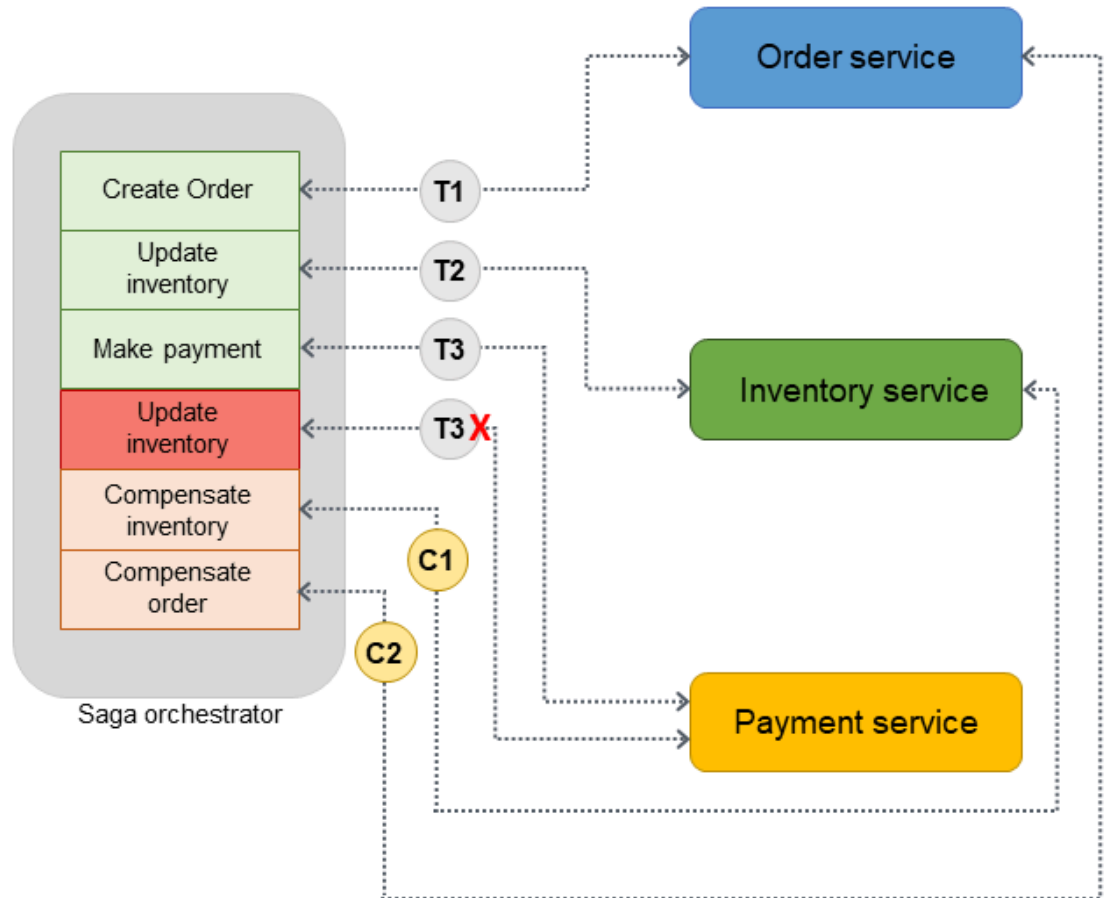 Order service
Create Order
T1
Update
inventory
T2
Make payment
T3
Inventory service
Update
inventory
T3 X
Compensate
inventory
C1
Compensate
order
C2
Saga orchestrator
Payment service